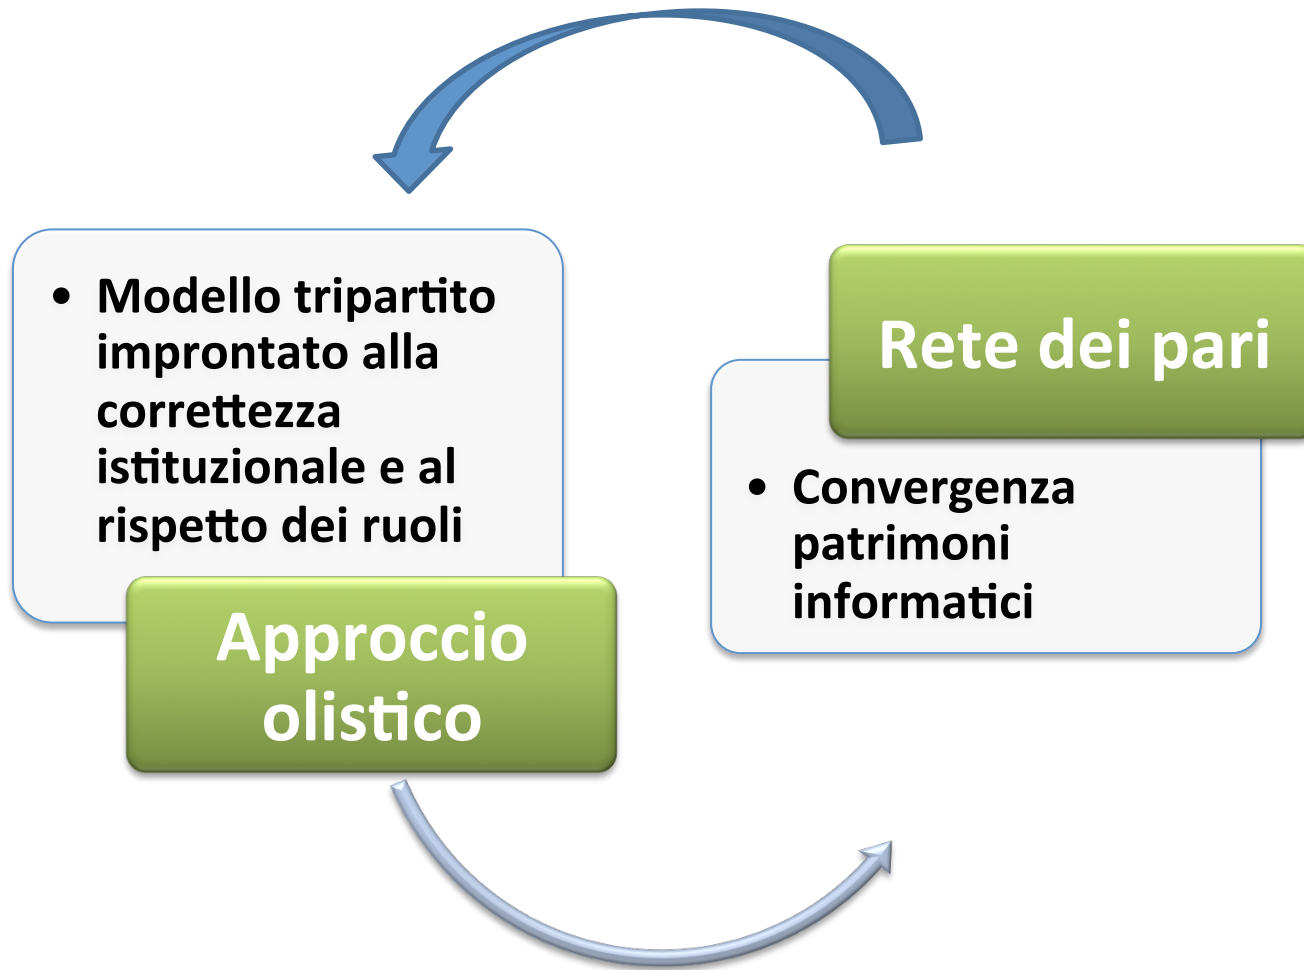 • Modello tripartito
improntato alla
correttezza
istituzionale e al
rispetto dei ruoli
Approccio
olistico
Rete dei pari
• Convergenza
patrimoni
informatici